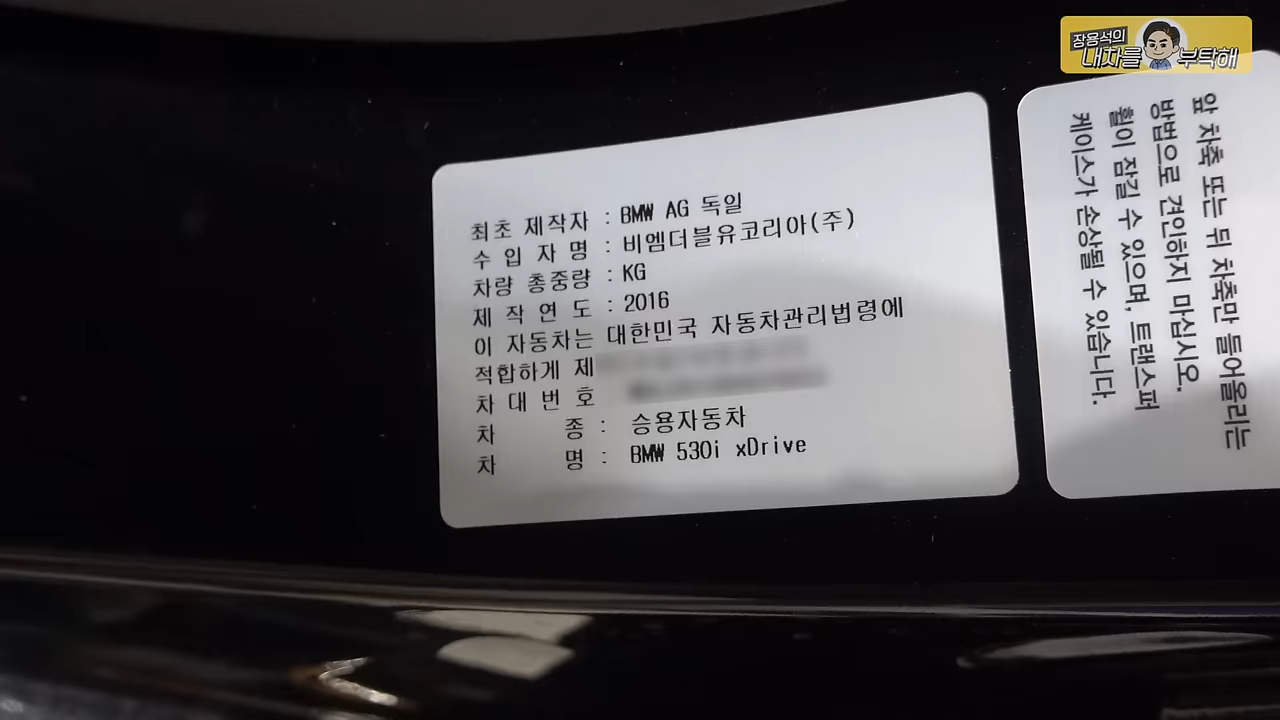 장용석의
내차를 부탁해
최초 제작자 : BMW AG 독일
수 입 자 명 : 비엠더블유코리아(주)
차량 총중량 : KG
제 작 연 도 : 2016
이 자동차는 대한민국 자동차관리법령에
적합하게 제
차 대 번 호
차 종 : 승용자동차
차 명 : BMW 530i xDrive
앞 차축 또는 뒤 차축만 들어올리는
방법으로 견인하지 마십시오.
휠이 잠길 수 있으며, 트랜스퍼
케이스가 손상될 수 있습니다.